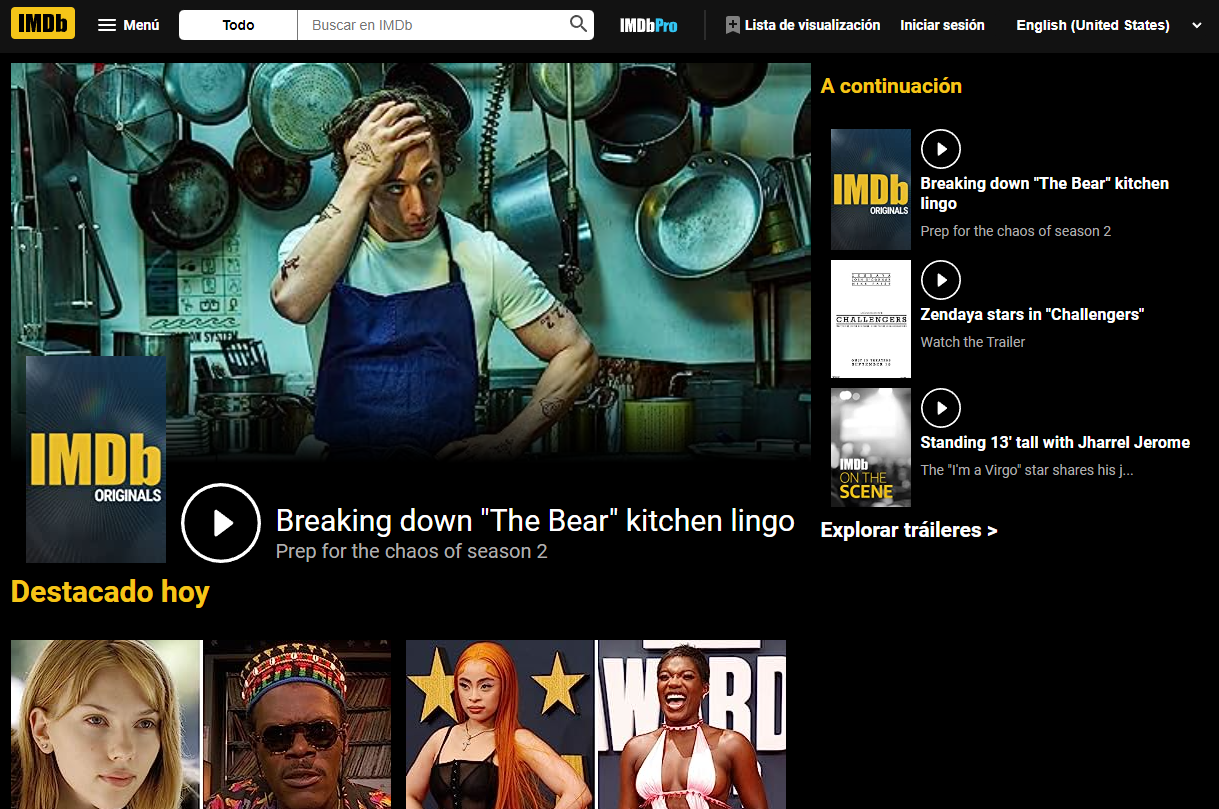 IMDb
Menú
Todo
Buscar en IMDb
IMDbPro
Lista de visualización
Iniciar sesión
English (United States)
ON SYSTEM
IMDb
ORIGINALS
Breaking down "The Bear" kitchen lingo
Prep for the chaos of season 2
A continuación
IMDb
ORIGINALS
Breaking down "The Bear" kitchen
lingo
Prep for the chaos of season 2
CHALLENGERS
Zendaya stars in "Challengers"
Watch the Trailer
IMDb
ON THE
SCENE
Standing 13' tall with Jharrel Jerome
The "I'm a Virgo" star shares his j...
Explorar tráileres >
Destacado hoy